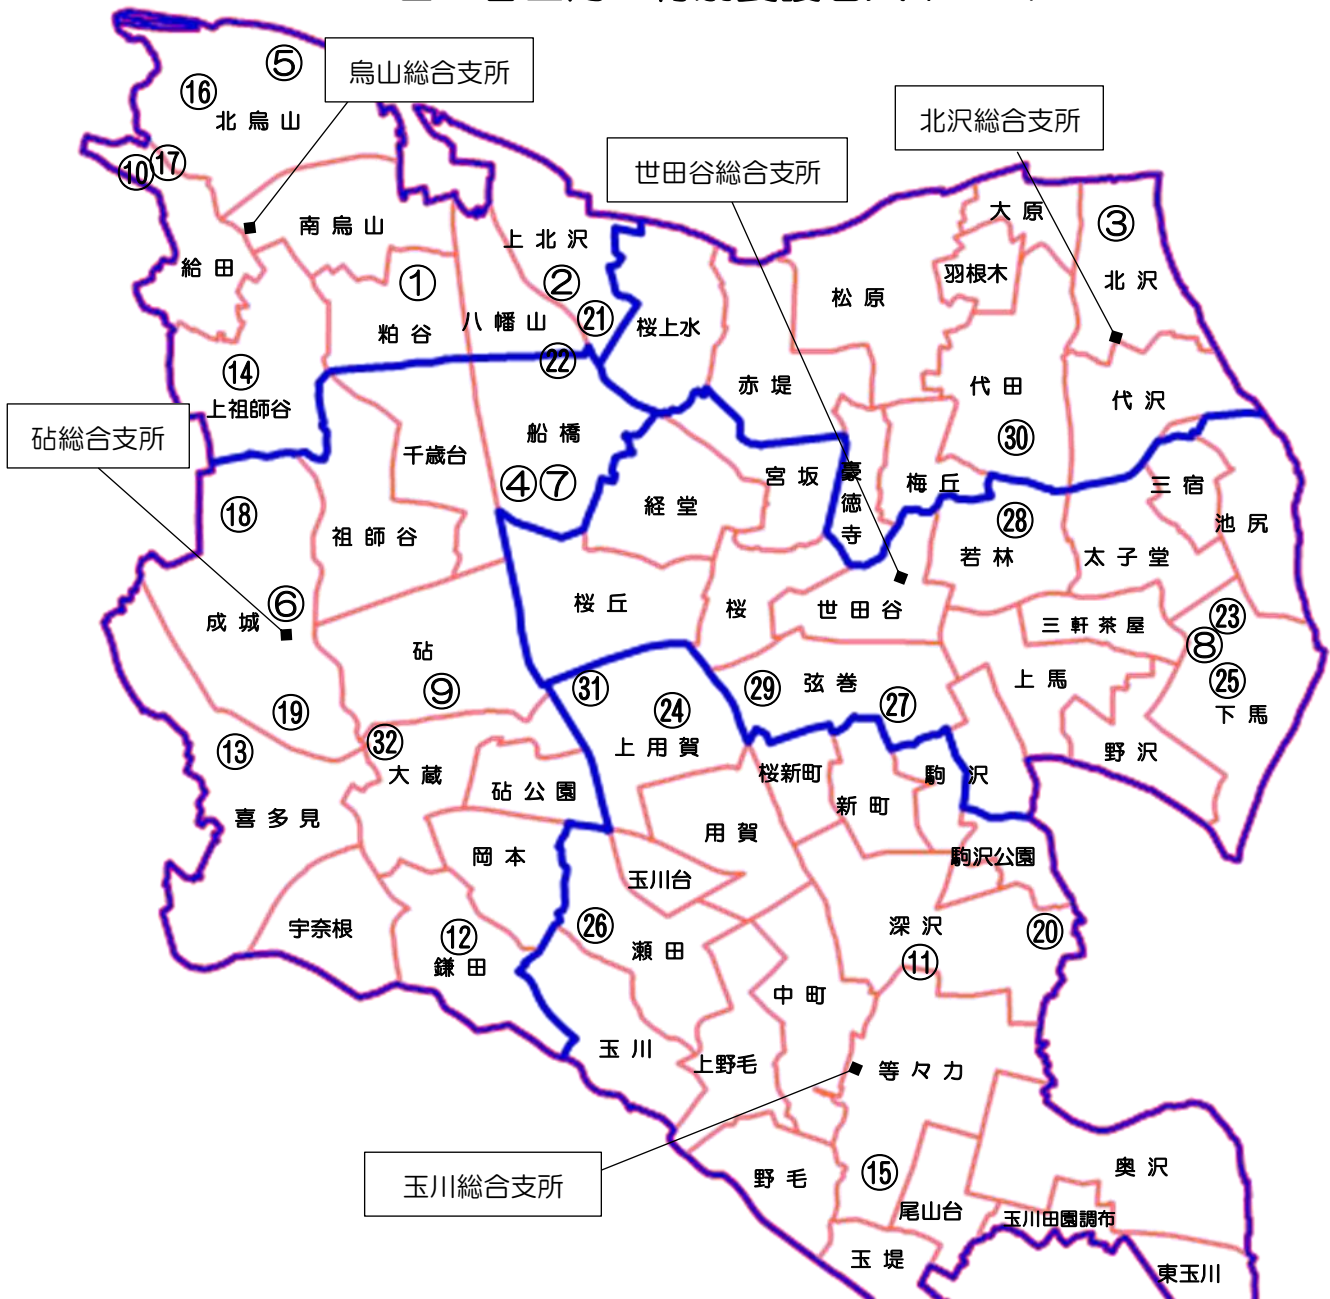 ⑤
烏山総合支所
⑯
北烏山
北沢総合支所
世田谷総合支所
⑩
⑰
大原
③
南烏山
上北沢
給田
羽根木
北沢
①
②
松原
粕谷
八幡山
㉑
桜上水
㉒
⑭
上祖師谷
赤堤
代田
代沢
砧総合支所
船橋
㉚
千歳台
④
⑦
宮坂
豪徳寺
梅丘
三宿
経堂
⑱
祖師谷
㉘
池尻
若林
太子堂
⑥
成城
桜丘
桜
世田谷
㉓
三軒茶屋
⑧
砧
⑨
㉛
㉙
弦巻
上馬
㉕
⑲
㉔
㉗
下馬
⑬
㉜
上用賀
野沢
大蔵
桜新町
駒沢
砧公園
新町
喜多見
用賀
岡本
駒沢公園
玉川台
宇奈根
⑫
㉖
深沢
⑳
鎌田
瀬田
⑪
中町
玉川
上野毛
等々力
玉川総合支所
野毛
⑮
奥沢
尾山台
玉川田園調布
玉堤
東玉川